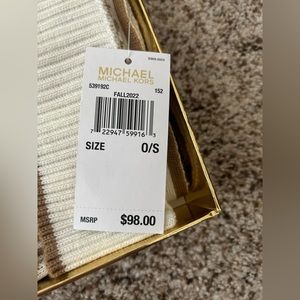 MICHAEL
MICHAEL KORS
539192C 152
FALL2022
7 22947 59916 3
SIZE O/S
MSRP $98.00